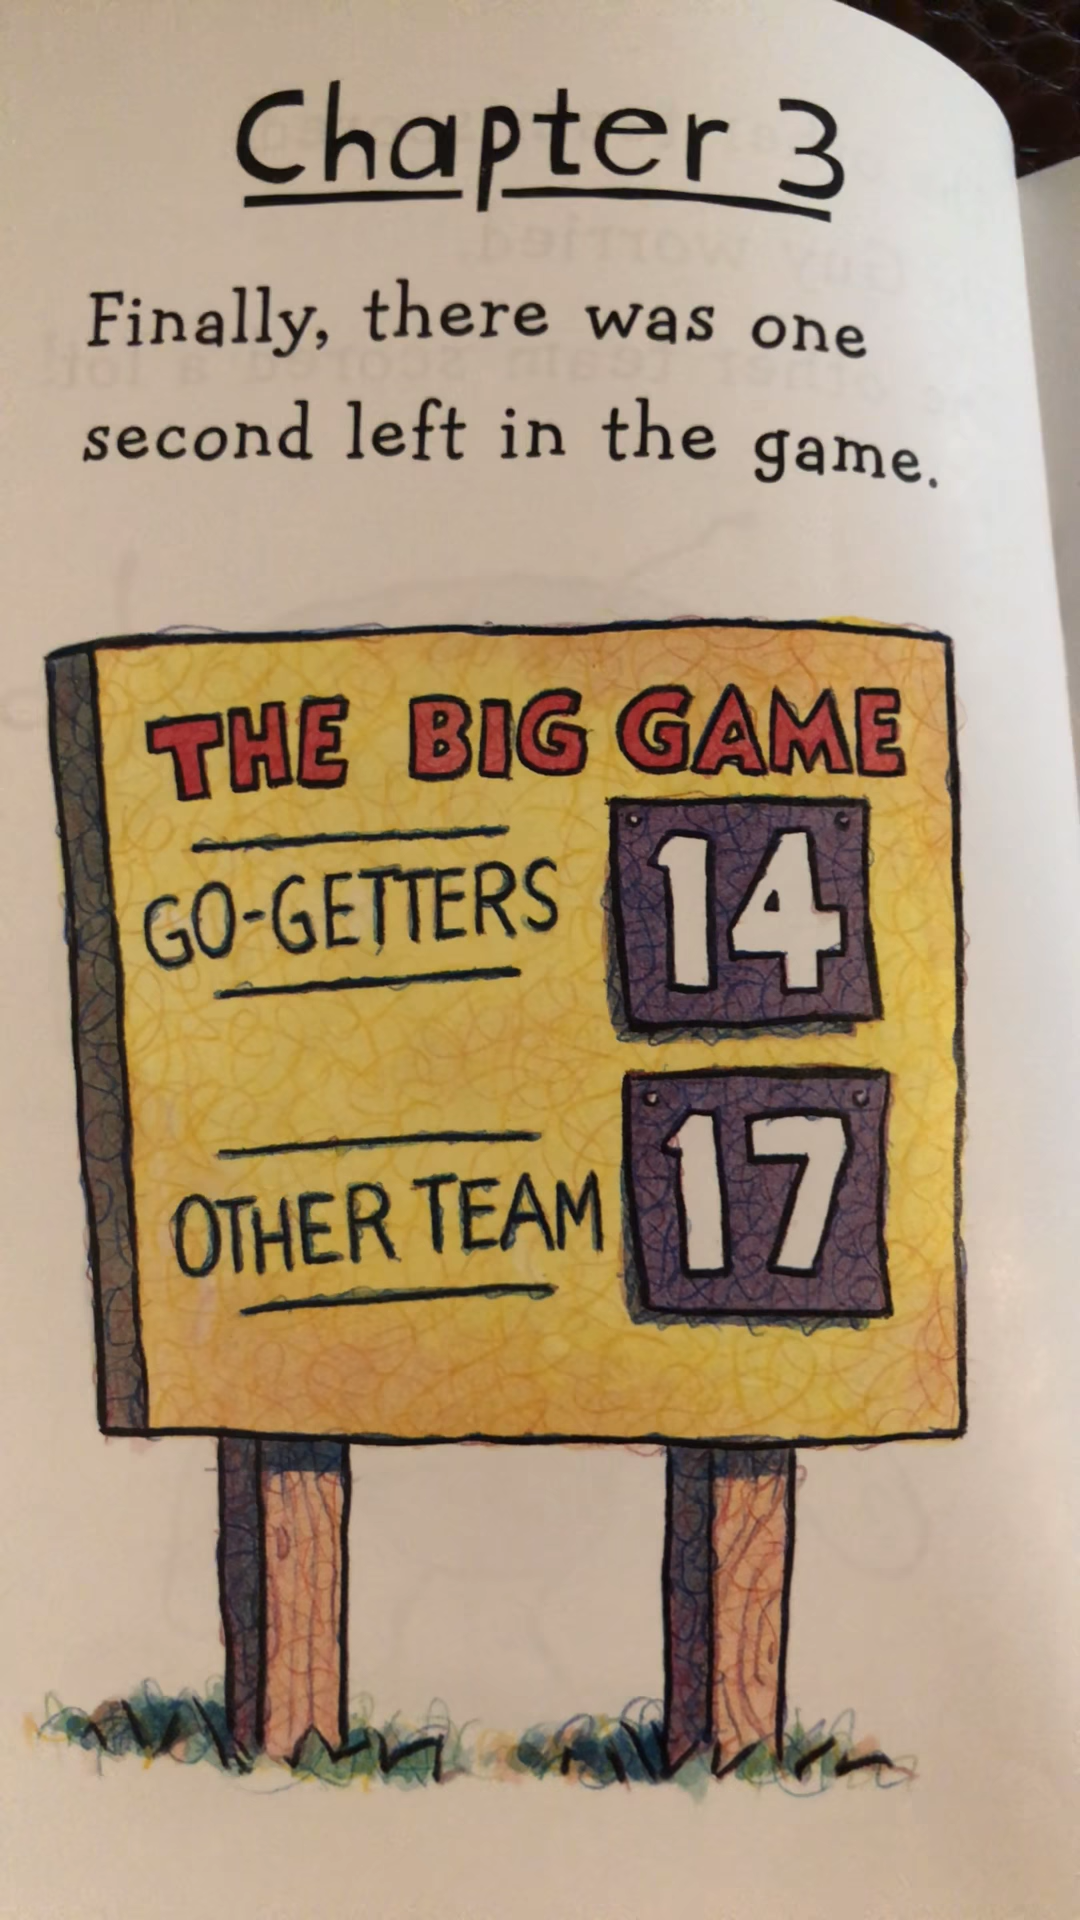 Chapter 3
Finally, there was one
second left in the game.
THE BIG GAME
GO-GETTERS 14
OTHER TEAM 17